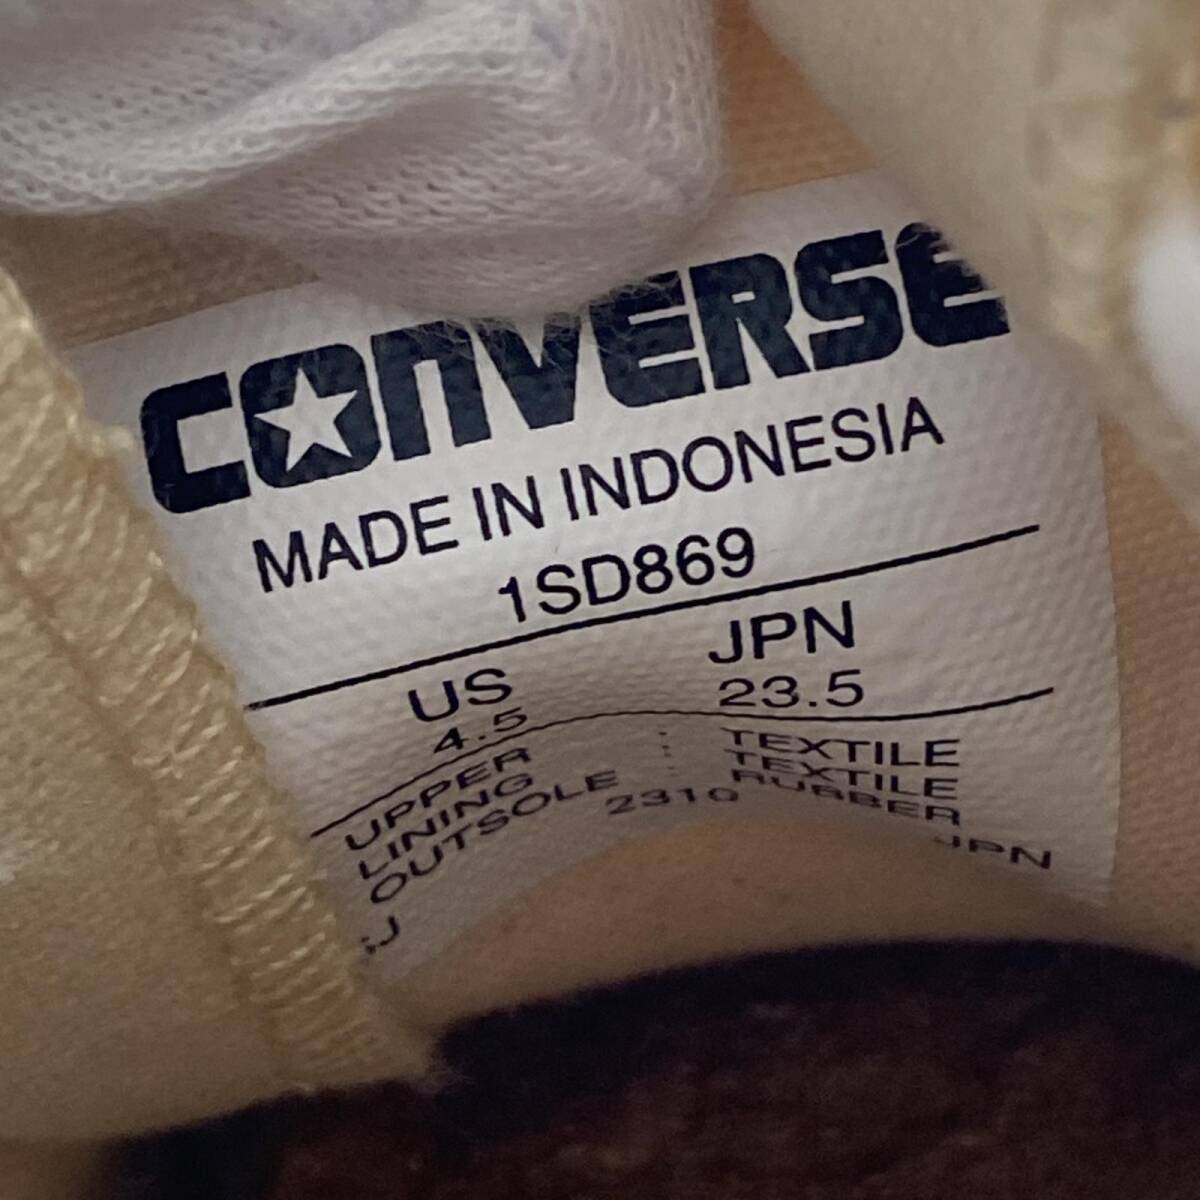 CONVERSE
MADE IN INDONESIA
1SD869
US JPN
4.5 23.5
UPPER : TEXTILE
LINING : TEXTILE
OUTSOLE : RUBBER
:J 2310 JPN